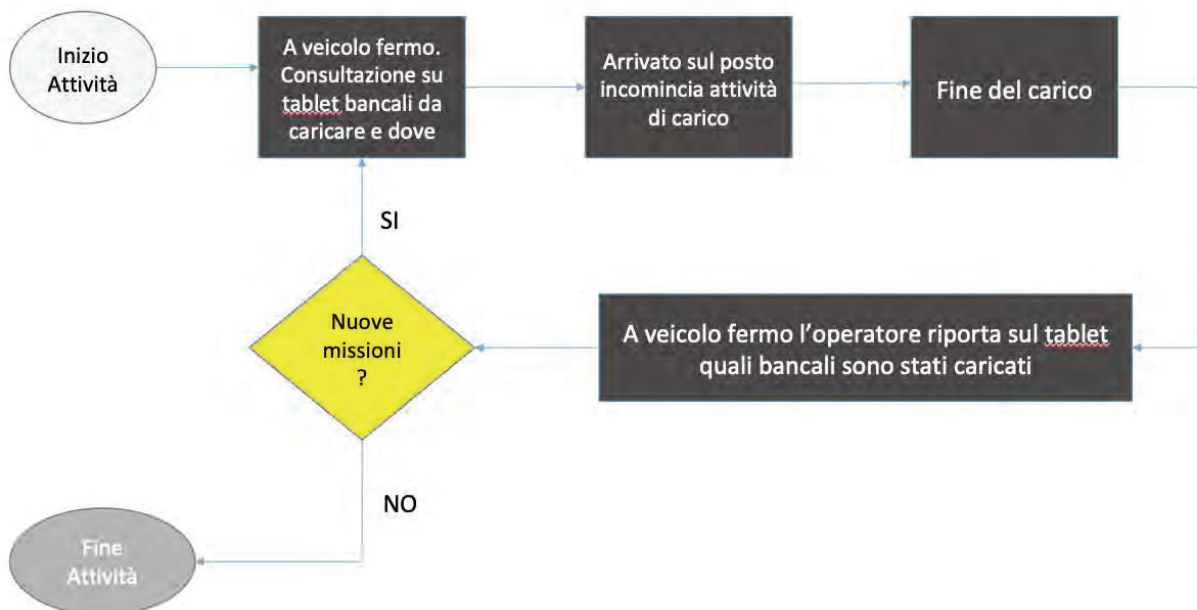 Inizio
Attività
A veicolo fermo.
Consultazione su
tablet bancali da
caricare e dove
Arrivato sul posto
incomincia attività
di carico
Fine del carico
SI
Nuove
missioni
?
A veicolo fermo l'operatore riporta sul tablet
quali bancali sono stati caricati
NO
Fine
Attività